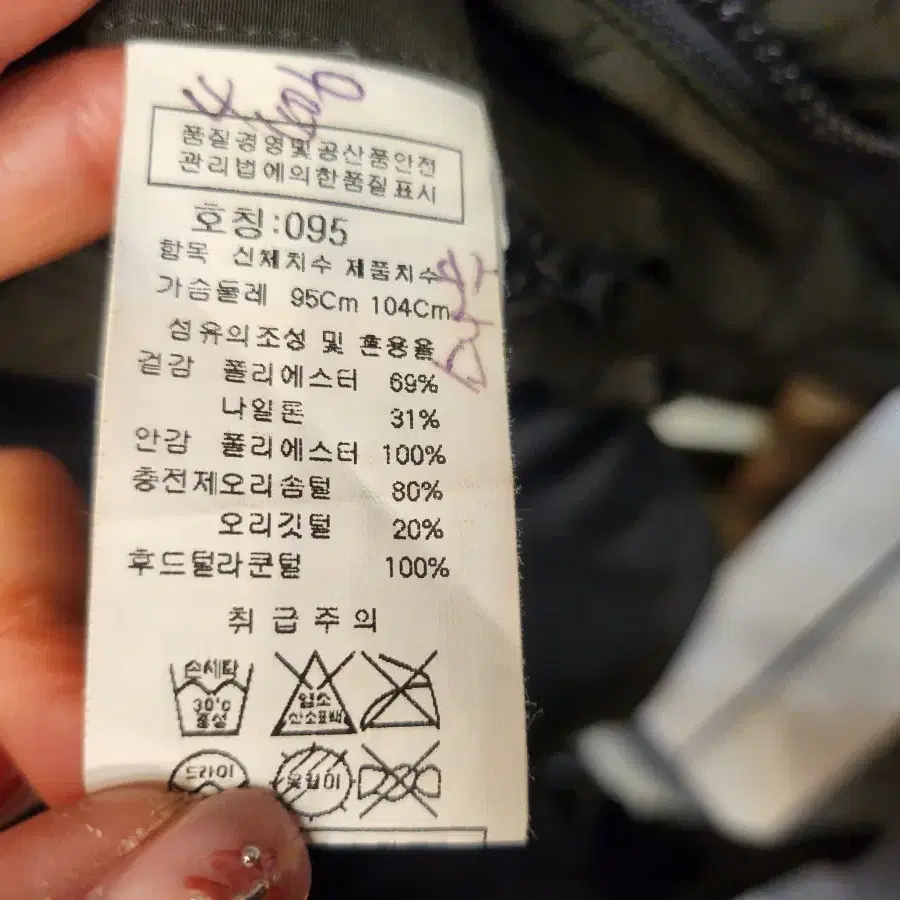 품질경영및공산품안전
관리법에의한품질표시
호칭:095
항목 신체치수 제품치수
가슴둘레 95Cm 104Cm
섬유의조성 및 혼용율
겉감 폴리에스터 69%
나일론 31%
안감 폴리에스터 100%
충전제오리솜털 80%
오리깃털 20%
후드털라쿤털 100%
취급주의
손세탁
30°c
중성
염소
산소표백
드라이
옷걸이